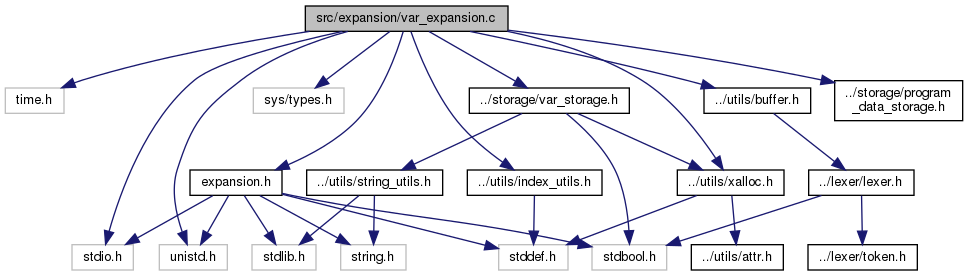 src/expansion/var_expansion.c
time.h
sys/types.h
../storage/var_storage.h
../utils/buffer.h
../storage/program
_data_storage.h
expansion.h
../utils/string_utils.h
../utils/index_utils.h
../utils/xalloc.h
../lexer/lexer.h
stdio.h
unistd.h
stdlib.h
string.h
stddef.h
stdbool.h
../utils/attr.h
../lexer/token.h